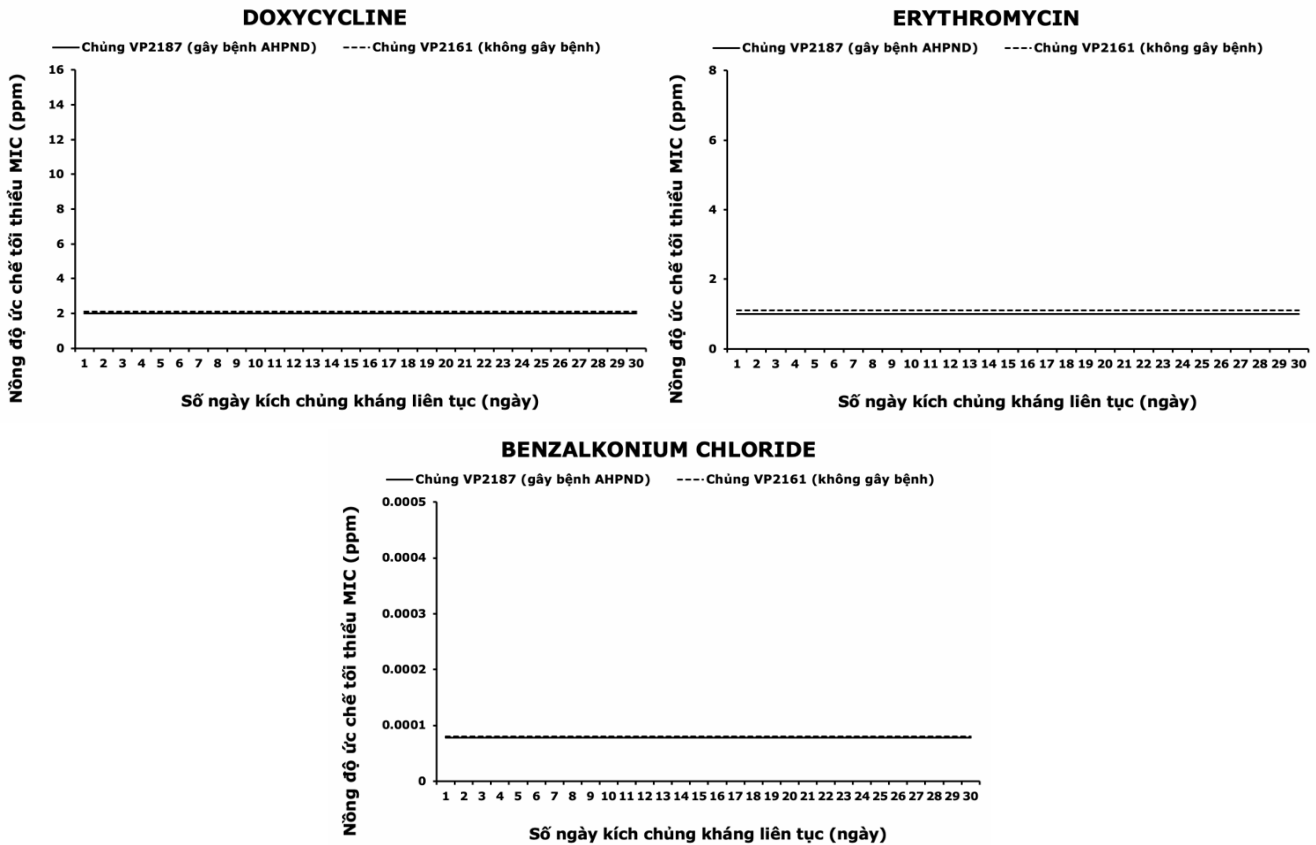 DOXYCYCLINE
Chủng VP2187 (gây bệnh AHPND) Chủng VP2161 (không gây bệnh)
Nồng độ ức chế tối thiểu MIC (ppm)
16
14
12
10
8
6
4
2
0
1 2 3 4 5 6 7 8 9 10 11 12 13 14 15 16 17 18 19 20 21 22 23 24 25 26 27 28 29 30
Số ngày kích chủng kháng liên tục (ngày)
ERYTHROMYCIN
Chủng VP2187 (gây bệnh AHPND) Chủng VP2161 (không gây bệnh)
Nồng độ ức chế tối thiểu MIC (ppm)
8
6
4
2
0
1 2 3 4 5 6 7 8 9 10 11 12 13 14 15 16 17 18 19 20 21 22 23 24 25 26 27 28 29 30
Số ngày kích chủng kháng liên tục (ngày)
BENZALKONIUM CHLORIDE
Chủng VP2187 (gây bệnh AHPND) Chủng VP2161 (không gây bệnh)
Nồng độ ức chế tối thiểu MIC (ppm)
0.0005
0.0004
0.0003
0.0002
0.0001
0
1 2 3 4 5 6 7 8 9 10 11 12 13 14 15 16 17 18 19 20 21 22 23 24 25 26 27 28 29 30
Số ngày kích chủng kháng liên tục (ngày)